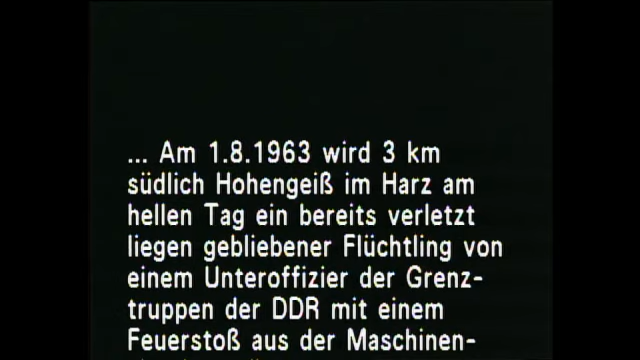 ... Am 1.8.1963 wird 3 km
südlich Hohengeiß im Harz am
hellen Tag ein bereits verletzt
liegen gebliebener Flüchtling von
einem Unteroffizier der Grenz-
truppen der DDR mit einem
Feuerstoß aus der Maschinen-